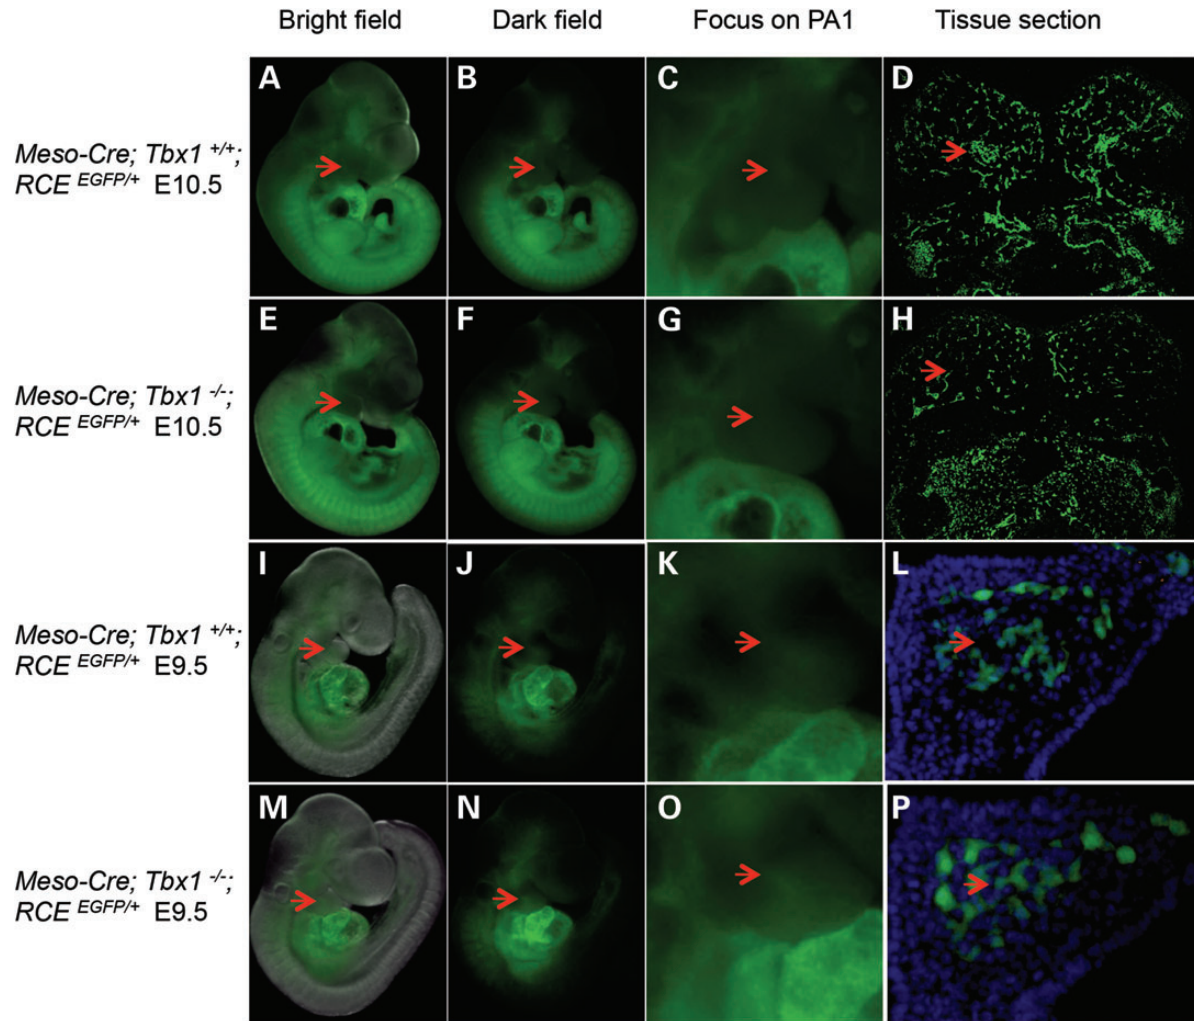 Bright field Dark field Focus on PA1 Tissue section
A B C D
Meso-Cre; Tbx1 +/+;
RCE EGFP/+ E10.5
E F G H
Meso-Cre; Tbx1 -/-;
RCE EGFP/+ E10.5
I J K L
Meso-Cre; Tbx1 +/+;
RCE EGFP/+ E9.5
M N O P
Meso-Cre; Tbx1 -/-;
RCE EGFP/+ E9.5